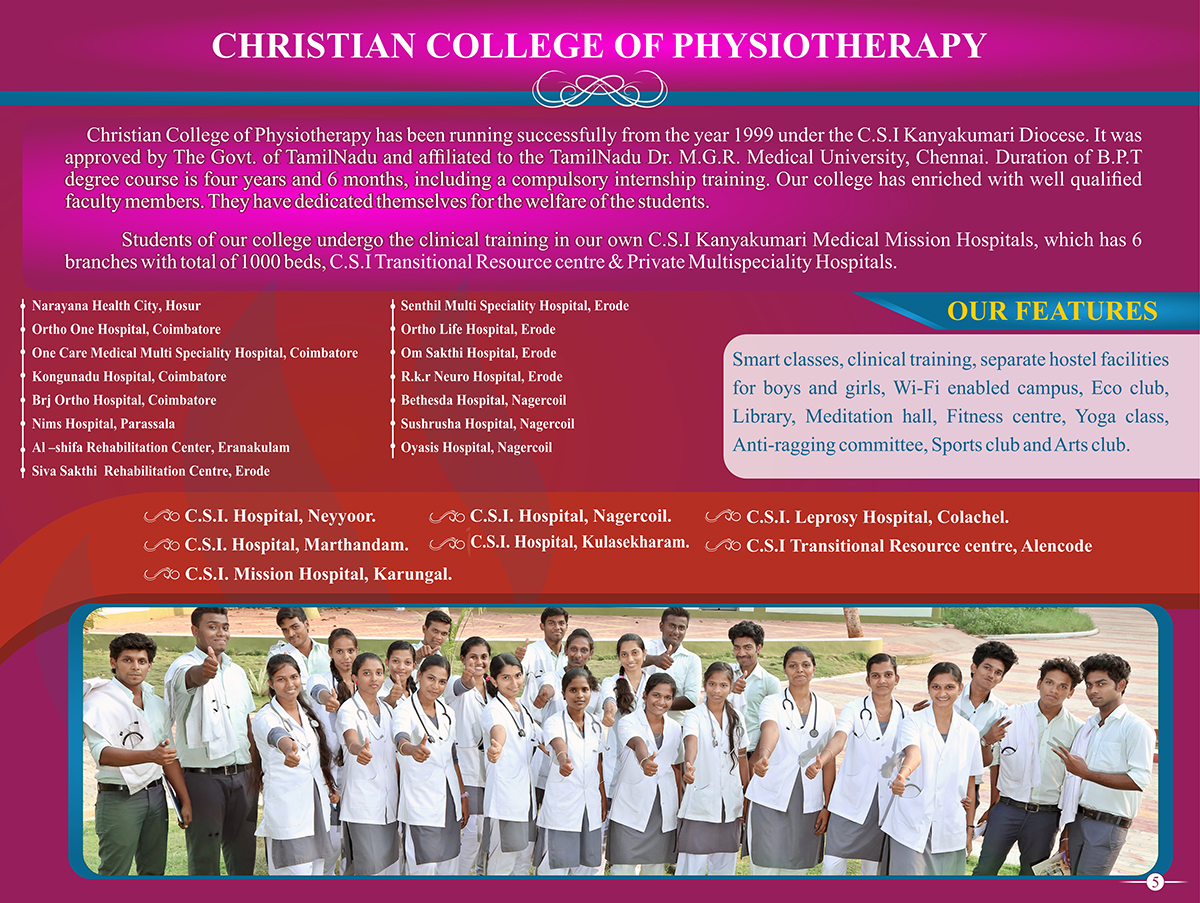 CHRISTIAN COLLEGE OF PHYSIOTHERAPY
Christian College of Physiotherapy has been running successfully from the year 1999 under the C.S.I Kanyakumari Diocese. It was
approved by The Govt. of TamilNadu and affiliated to the TamilNadu Dr. M.G.R. Medical University, Chennai. Duration of B.P.T
degree course is four years and 6 months, including a compulsory internship training. Our college has enriched with well qualified
faculty members. They have dedicated themselves for the welfare of the students.
Students of our college undergo the clinical training in our own C.S.I Kanyakumari Medical Mission Hospitals, which has 6
branches with total of 1000 beds, C.S.I Transitional Resource centre & Private Multispeciality Hospitals.
Narayana Health City, Hosur
Ortho One Hospital, Coimbatore
One Care Medical Multi Speciality Hospital, Coimbatore
Kongunadu Hospital, Coimbatore
Brj Ortho Hospital, Coimbatore
Nims Hospital, Parassala
Al –shifa Rehabilitation Center, Eranakulam
Siva Sakthi Rehabilitation Centre, Erode
Senthil Multi Speciality Hospital, Erode
Ortho Life Hospital, Erode
Om Sakthi Hospital, Erode
R.k.r Neuro Hospital, Erode
Bethesda Hospital, Nagercoil
Sushrusha Hospital, Nagercoil
Oyasis Hospital, Nagercoil
OUR FEATURES
Smart classes, clinical training, separate hostel facilities
for boys and girls, Wi-Fi enabled campus, Eco club,
Library, Meditation hall, Fitness centre, Yoga class,
Anti-ragging committee, Sports club and Arts club.
C.S.I. Hospital, Neyyoor.
C.S.I. Hospital, Marthandam.
C.S.I. Mission Hospital, Karungal.
C.S.I. Hospital, Nagercoil.
C.S.I. Hospital, Kulasekharam.
C.S.I. Leprosy Hospital, Colachel.
C.S.I Transitional Resource centre, Alencode
5